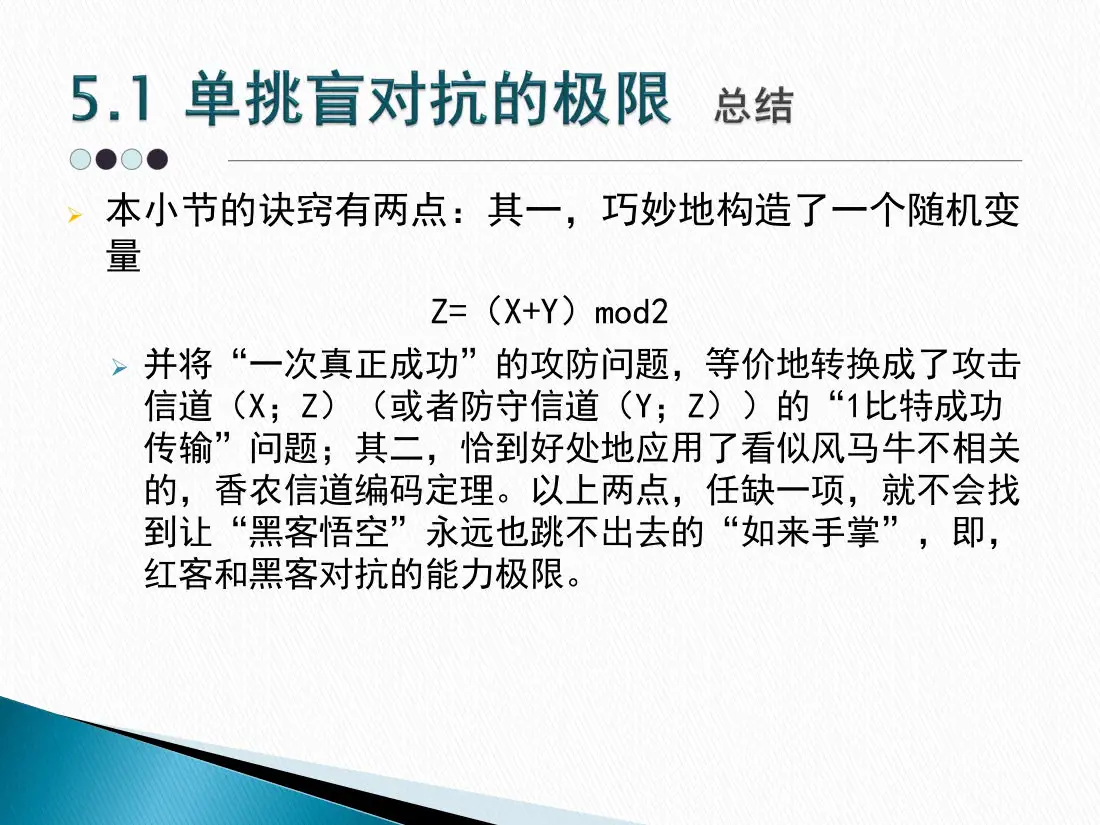 5.1 单挑盲对抗的极限 总结
本小节的诀窍有两点：其一，巧妙地构造了一个随机变
量
Z=（X+Y）mod2
并将“一次真正成功”的攻防问题，等价地转换成了攻击
信道（X；Z）（或者防守信道（Y；Z））的“1比特成功
传输”问题；其二，恰到好处地应用了看似风马牛不相关
的，香农信道编码定理。以上两点，任缺一项，就不会找
到让“黑客悟空”永远也跳不出去的“如来手掌”，即，
红客和黑客对抗的能力极限。